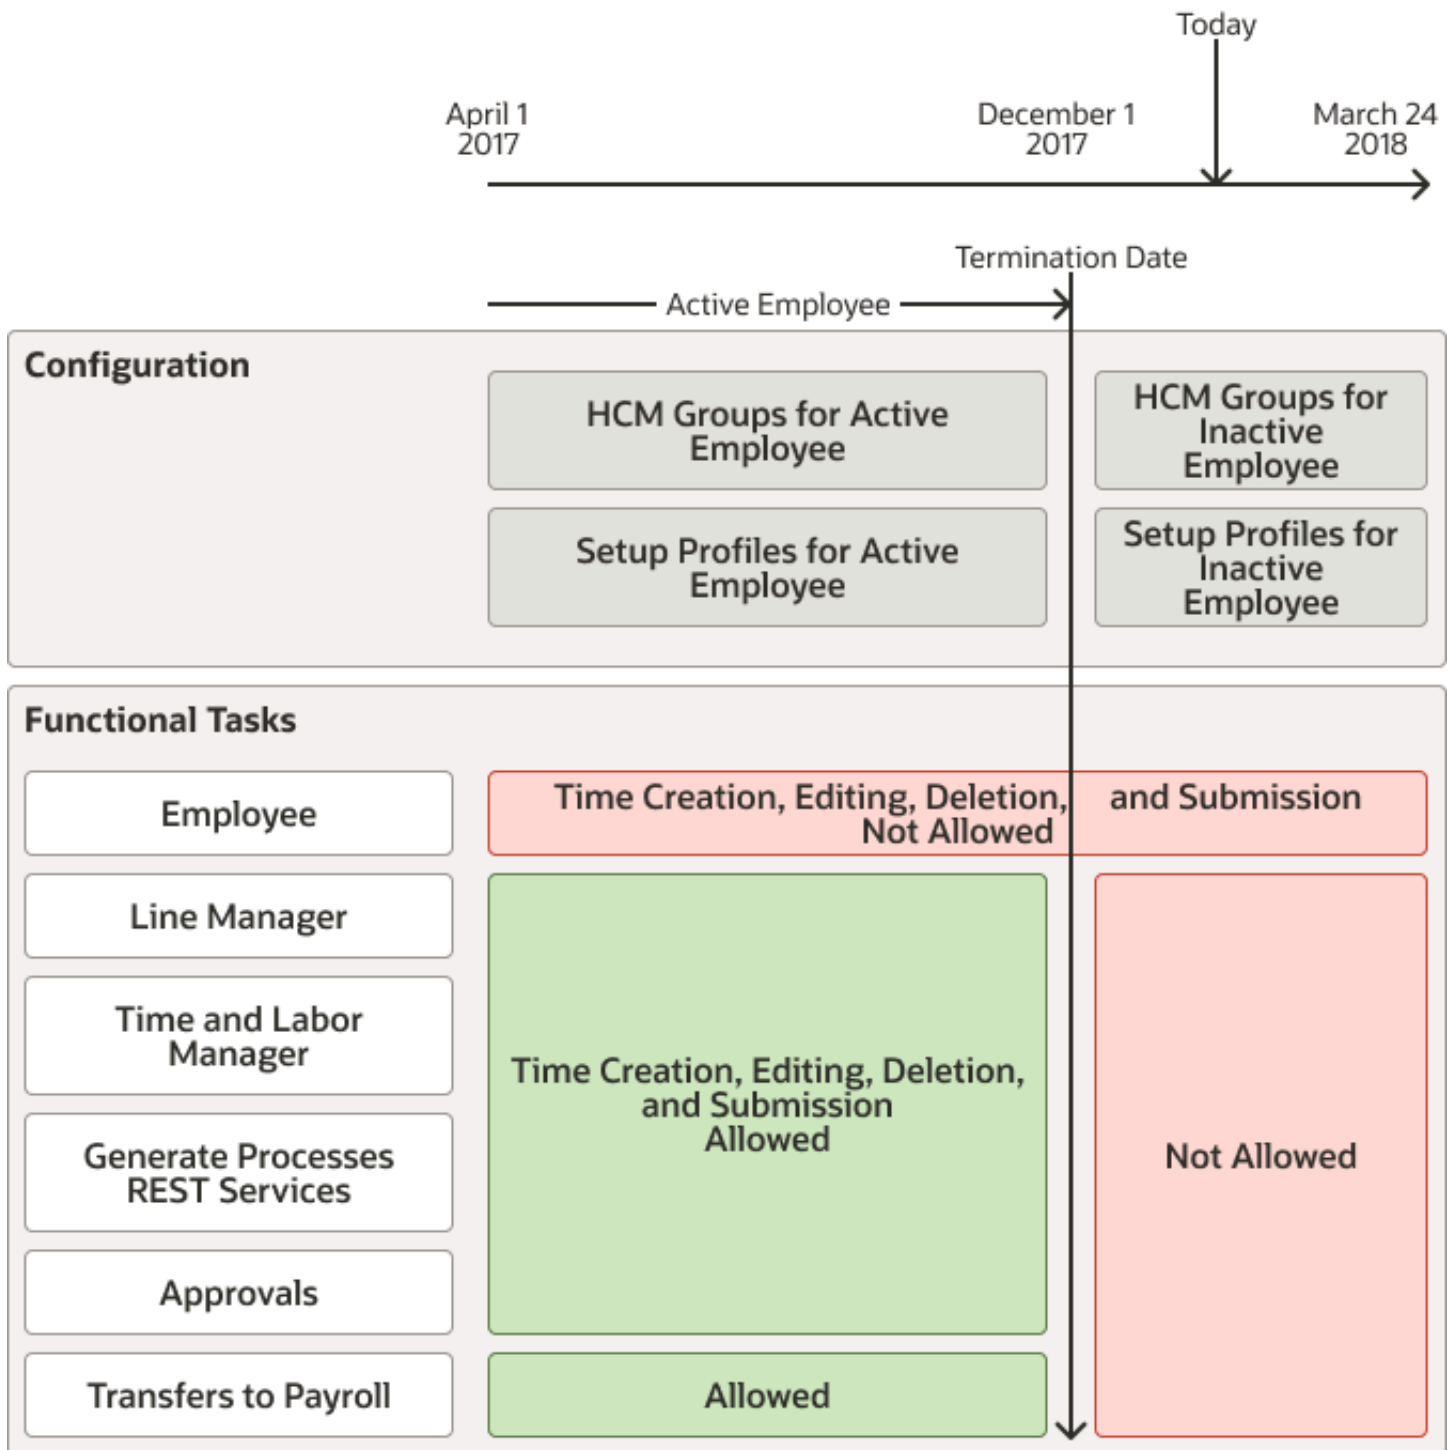 Today
April 1
2017
December 1
2017
March 24
2018
Termination Date
Active Employee
Configuration
HCM Groups for Active
Employee
HCM Groups for
Inactive
Employee
Setup Profiles for Active
Employee
Setup Profiles for
Inactive
Employee
Functional Tasks
Employee
Time Creation, Editing, Deletion, and Submission
Not Allowed
Line Manager
Time and Labor
Manager
Generate Processes
REST Services
Approvals
Time Creation, Editing, Deletion,
and Submission
Allowed
Not Allowed
Transfers to Payroll
Allowed